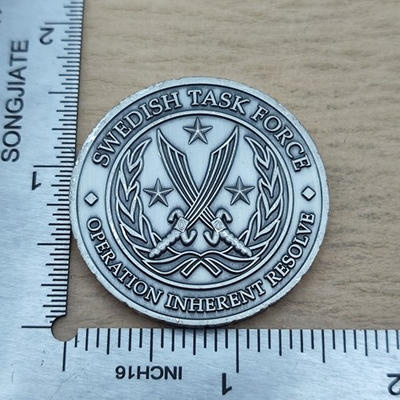 SONGJIATE
2
1
SWEDISH TASK FORCE
OPERATION INHERENT RESOLVE
INCH16
1
2